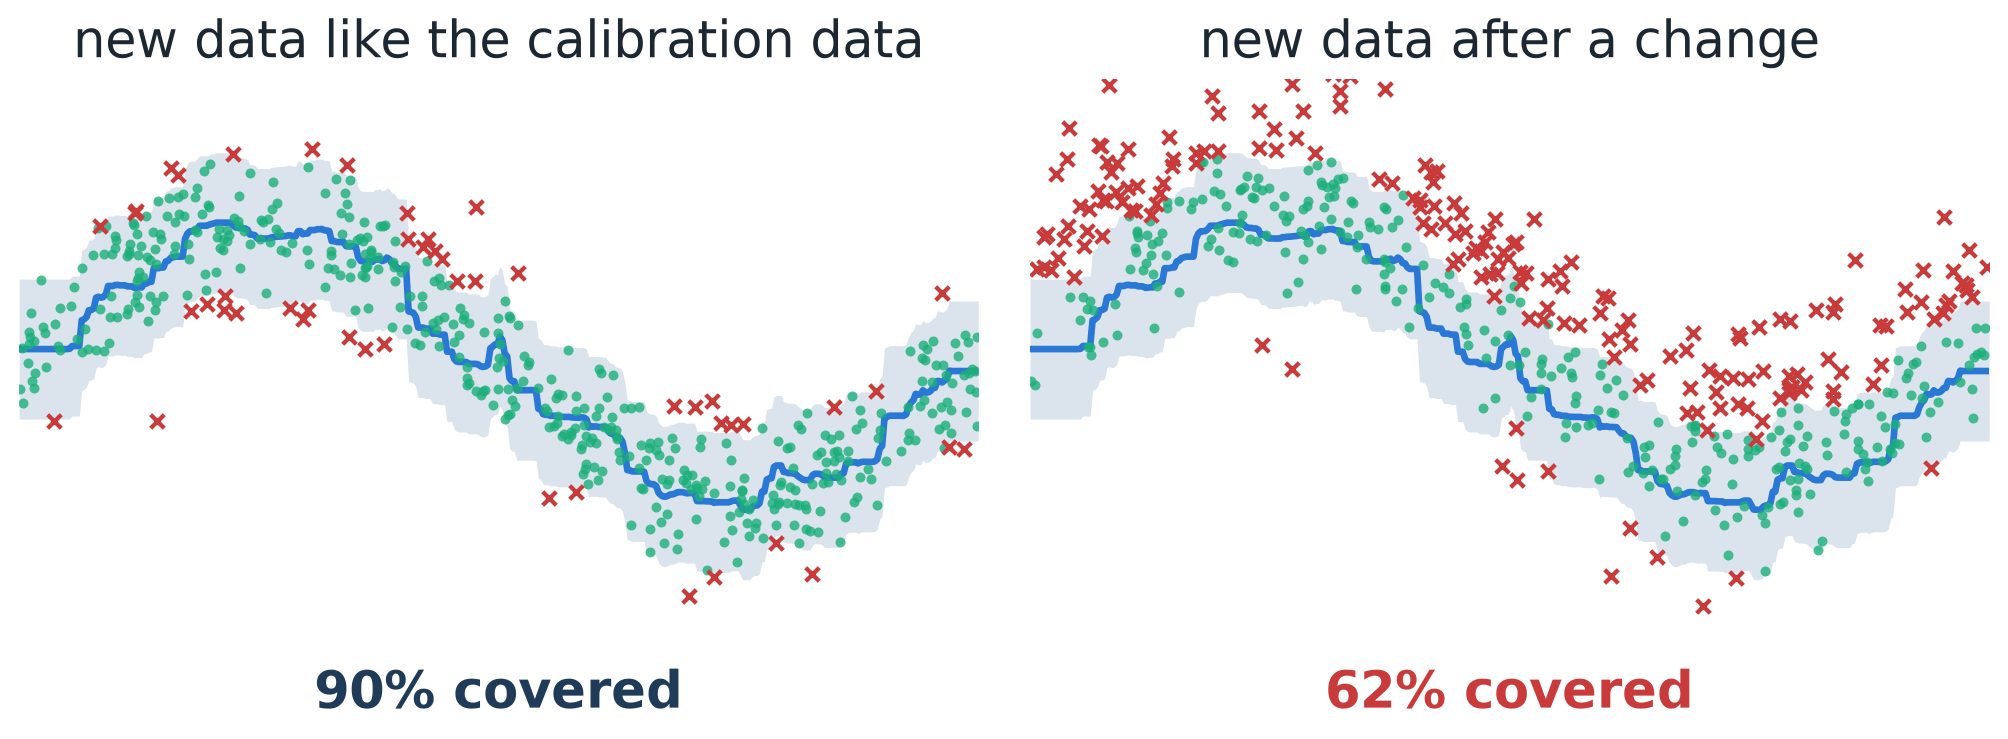 new data like the calibration data
new data after a change
90% covered
62% covered